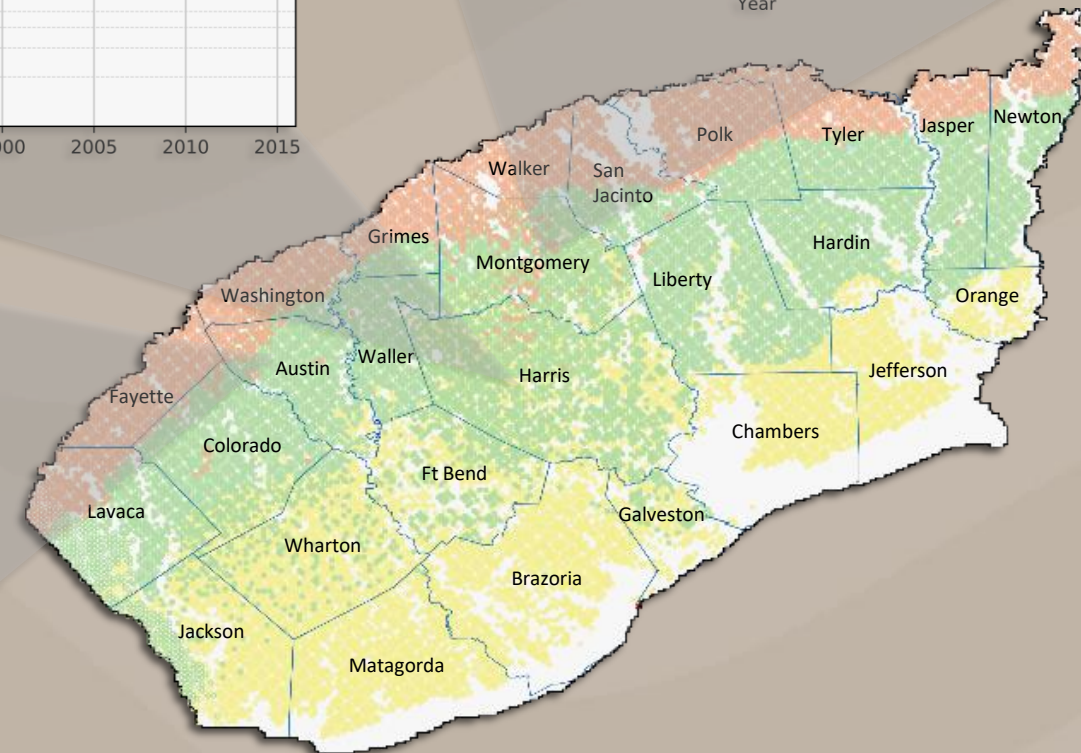 Year
2005
2010
2015
Newton
Jasper
Polk
Tyler
Walker
San
Jacinto
Grimes
Hardin
Montgomery
Liberty
Washington
Orange
Waller
Austin
Harris
Jefferson
Fayette
Chambers
Colorado
Ft Bend
Lavaca
Galveston
Wharton
Brazoria
Jackson
Matagorda